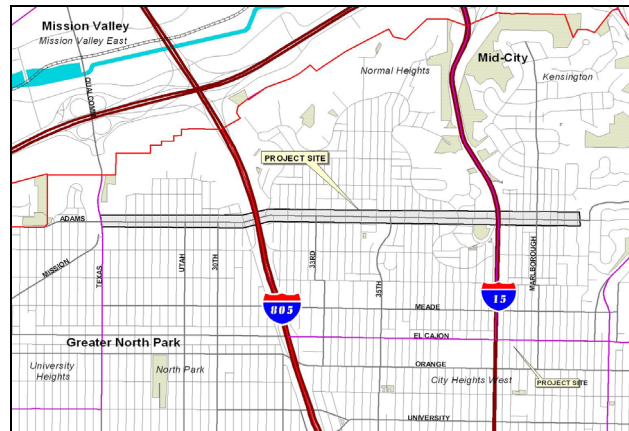 Mission Valley
Mission Valley East
QUALCOMM
Normal Heights
Mid-City
Kensington
PROJECT SITE
ADAMS
MISSION
TEXAS
UTAH
30TH
33RD
35TH
MARLBOROUGH
805
15
MEADE
EL CAJON
Greater North Park
ORANGE
University
Heights
North Park
City Heights West
PROJECT SITE
UNIVERSITY